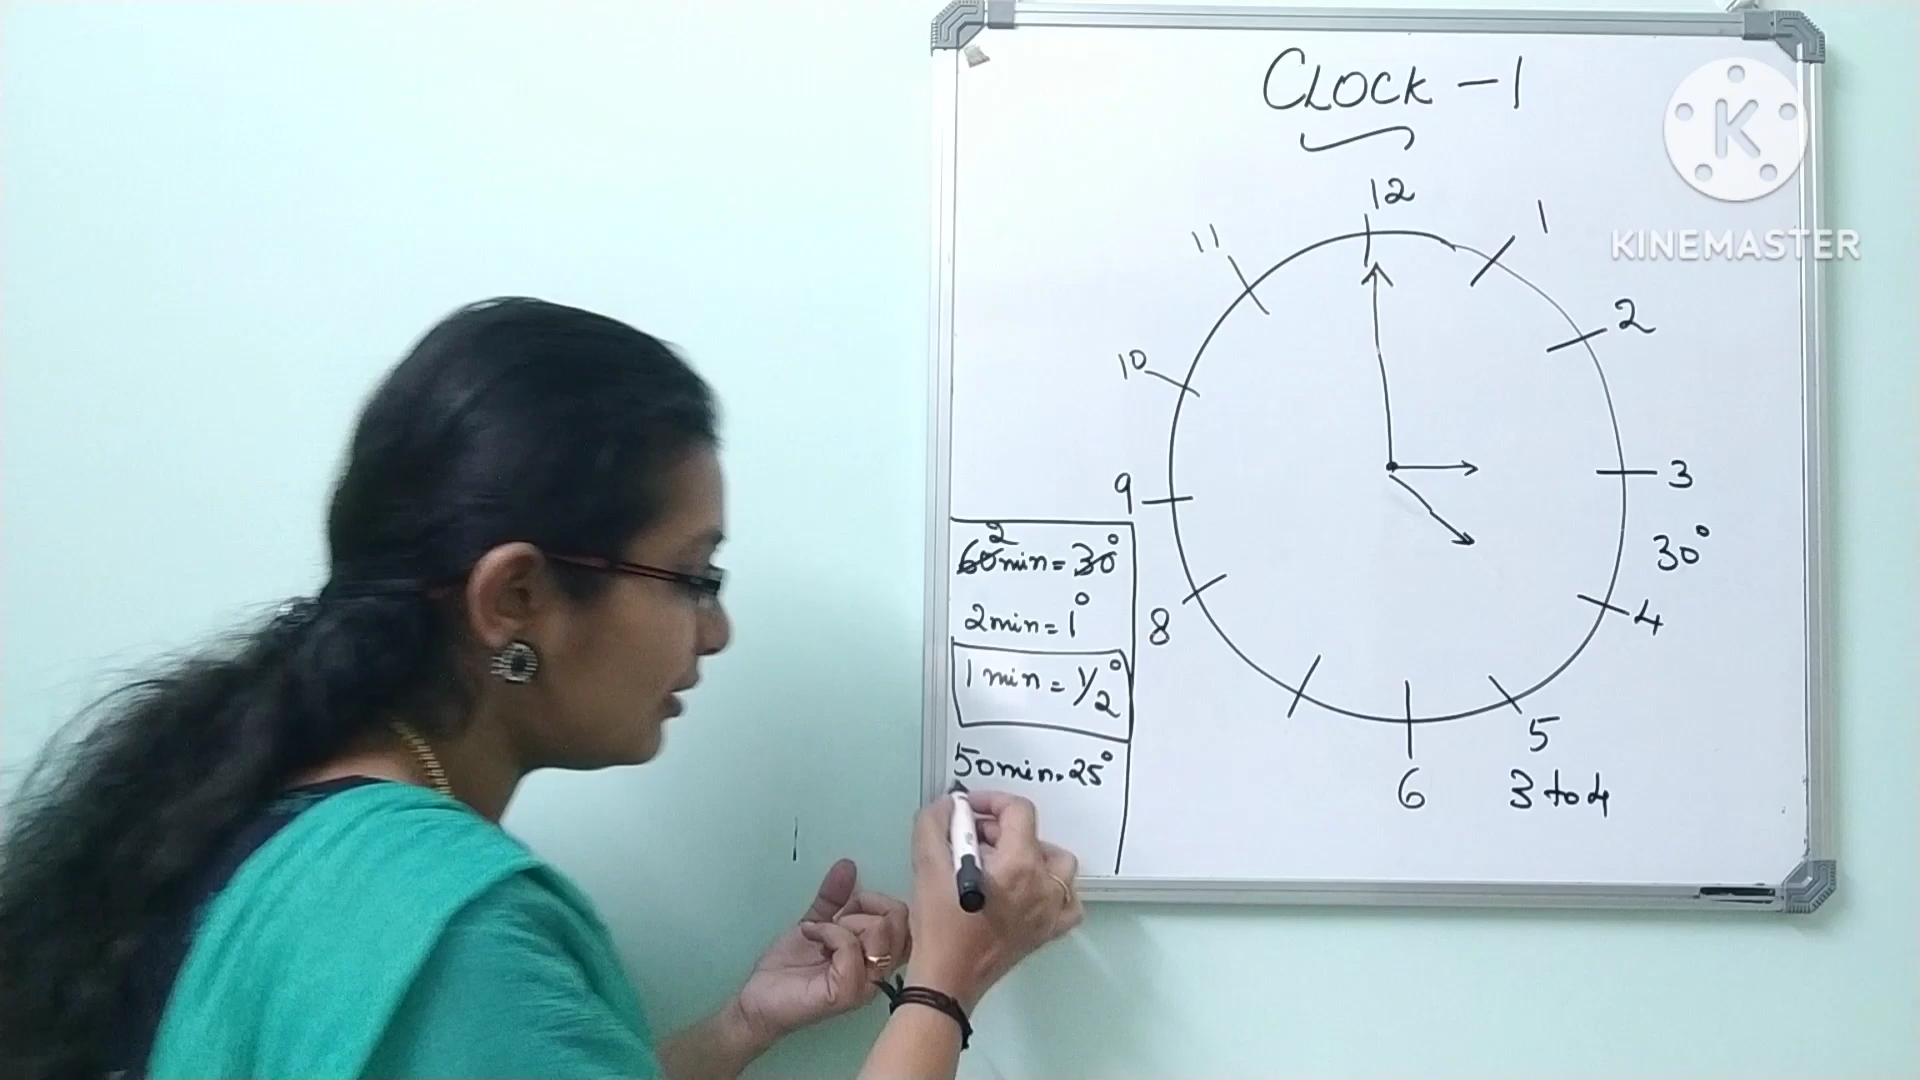 CLOCK - 1
K
KINEMASTER
12
1
2
3
30°
4
5
3 to 4
6
8
9
10
11
2
60min = 30°
2min = 1°
1 min = 1/2°
50min = 25°